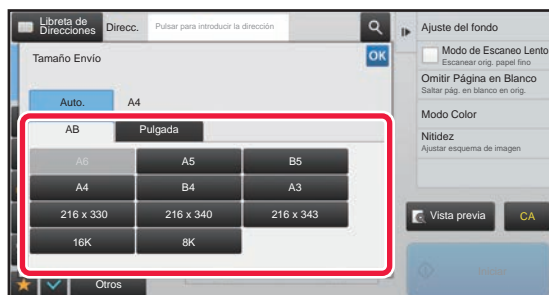 Libreta de
Direcciones
Direcc.
Pulsar para introducir la dirección
Tamaño Envío
OK
Auto.
A4
AB
Pulgada
A6
A5
B5
A4
B4
A3
216 x 330
216 x 340
216 x 343
16K
8K
Otros
Ajuste del fondo
Modo de Escaneo Lento
Escanear orig. papel fino
Omitir Página en Blanco
Saltar pág. en blanco en orig.
Modo Color
Nitidez
Ajustar esquema de imagen
Vista previa
CA